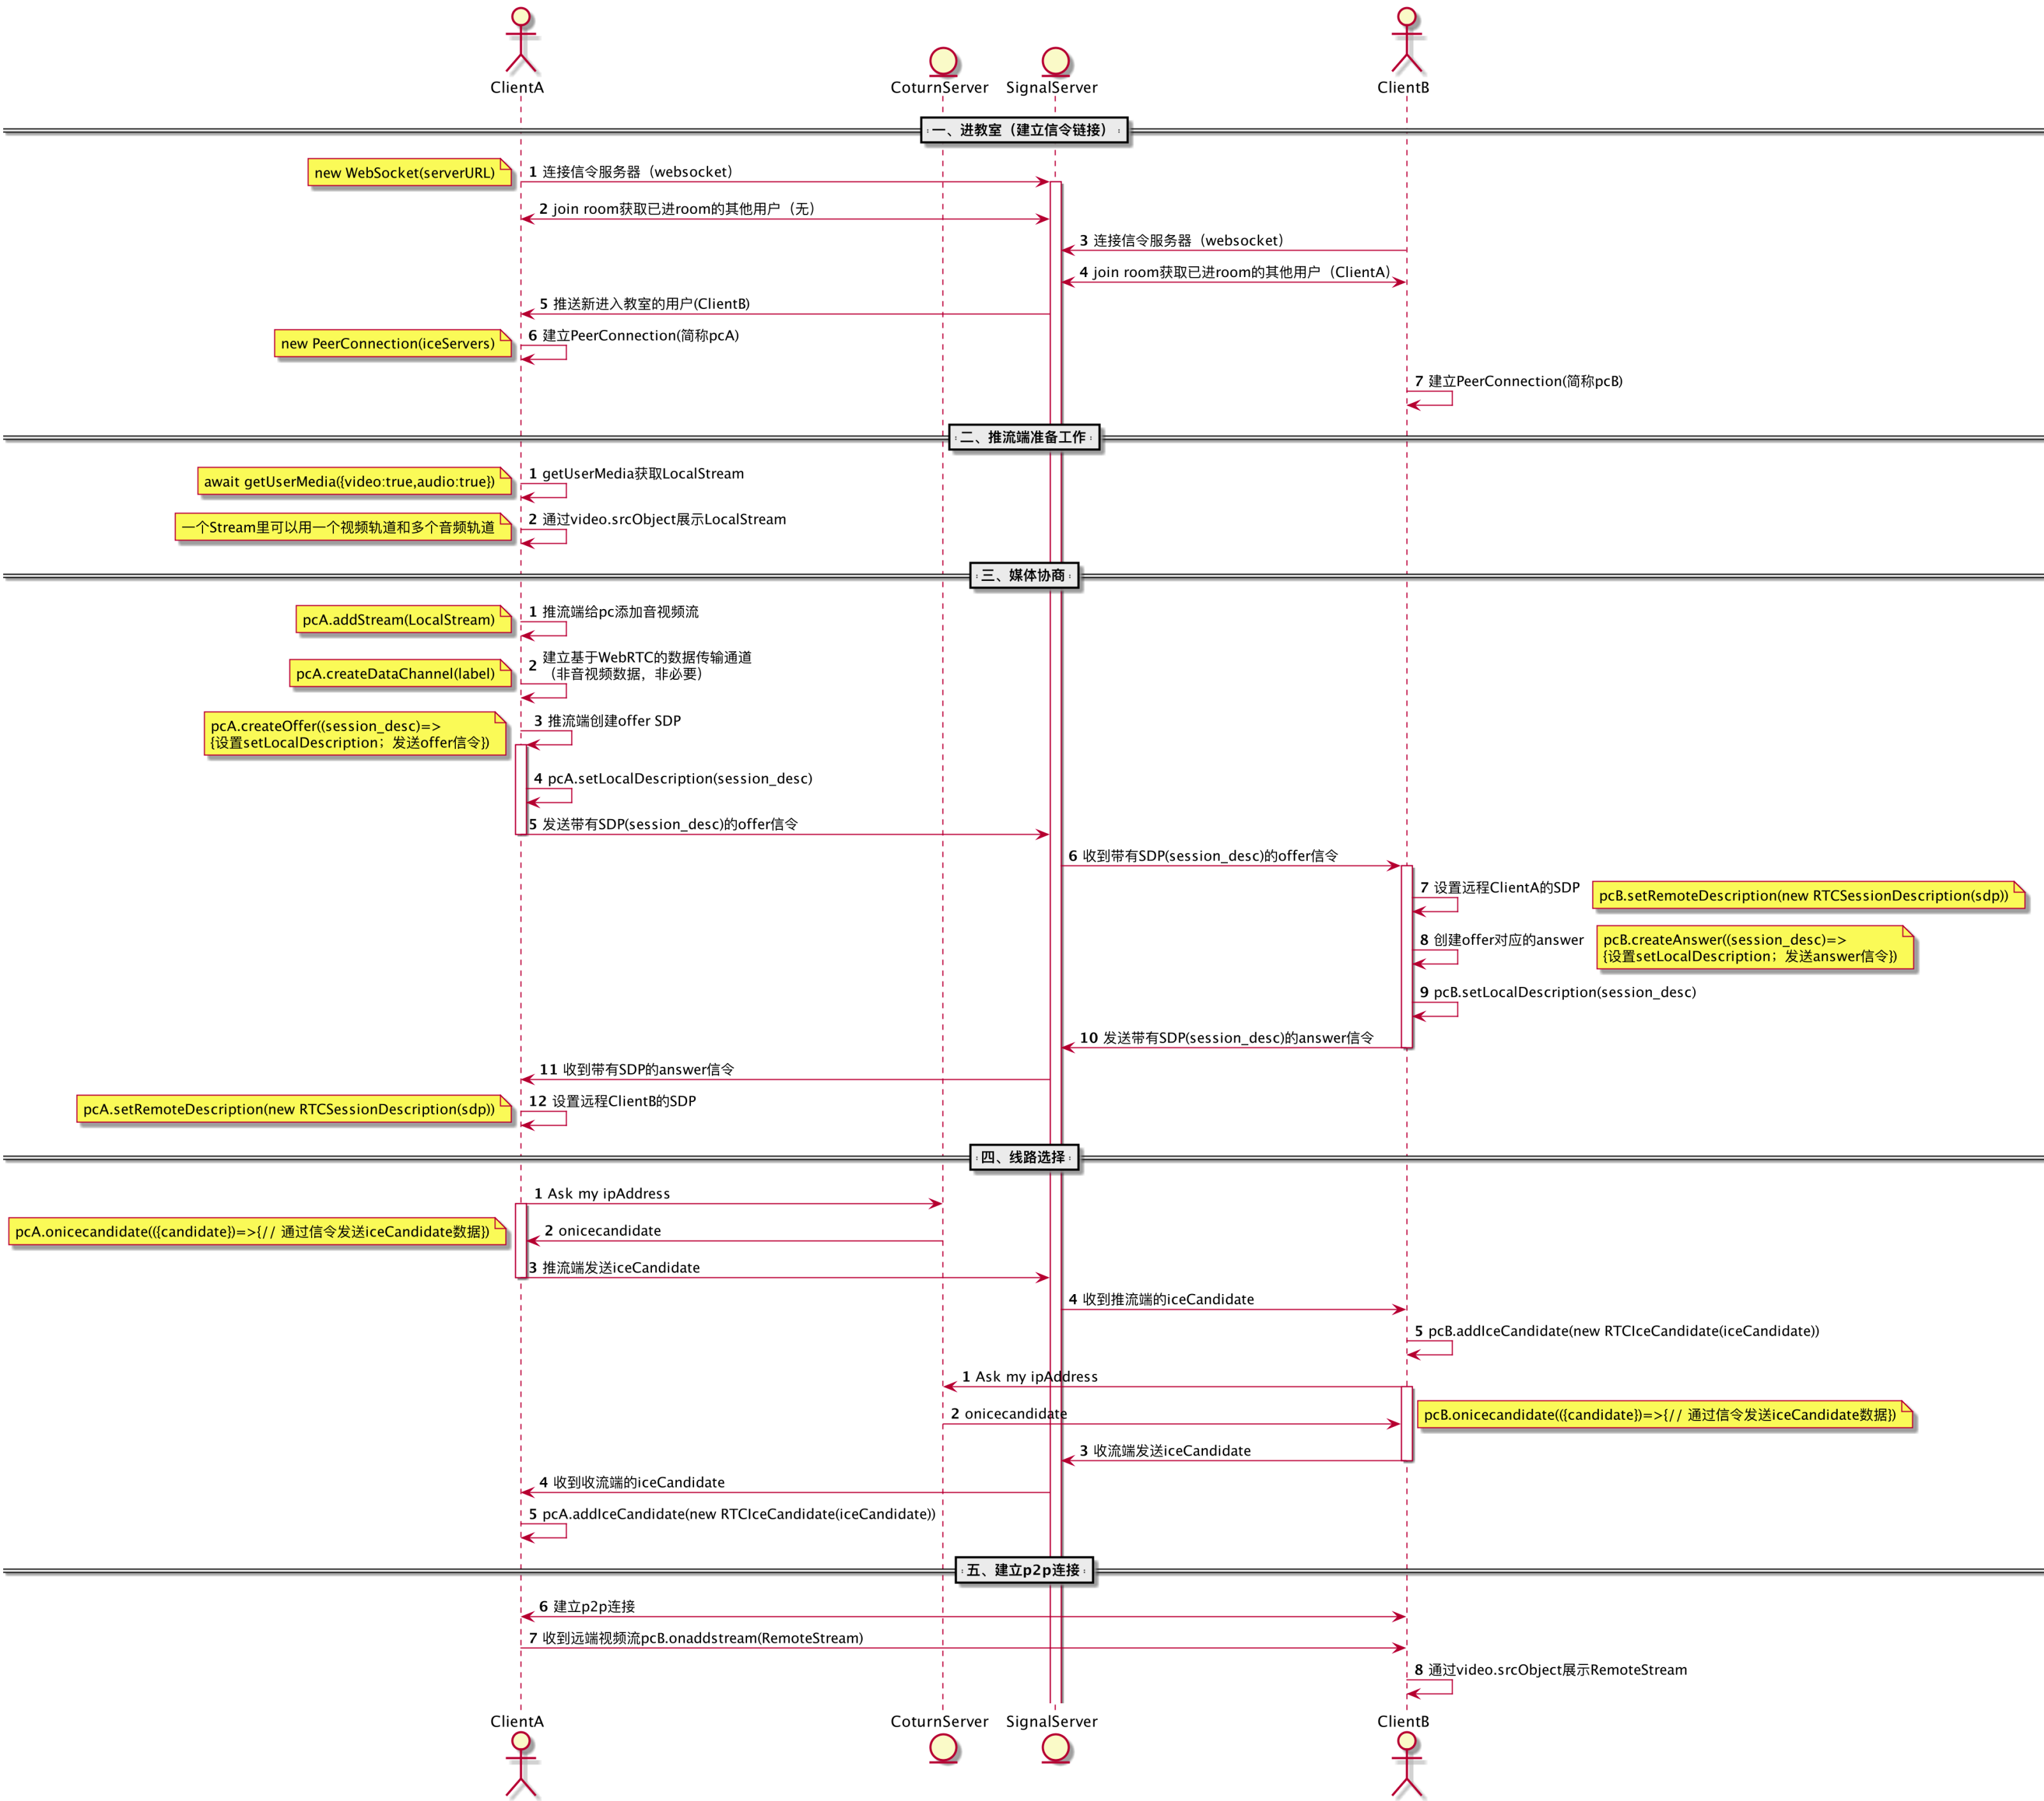 ClientA
CoturnServer
SignalServer
ClientB
一、进教室（建立信令链接）
new WebSocket(serverURL)
1 连接信令服务器（websocket）
2 join room获取已进room的其他用户（无）
3 连接信令服务器（websocket）
4 join room获取已进room的其他用户（ClientA）
5 推送新进入教室的用户(ClientB)
new PeerConnection(iceServers)
6 建立PeerConnection(简称pcA)
7 建立PeerConnection(简称pcB)
二、推流端准备工作
await getUserMedia({video:true,audio:true})
1 getUserMedia获取LocalStream
一个Stream里可以用一个视频轨道和多个音频轨道
2 通过video.srcObject展示LocalStream
三、媒体协商
pcA.addStream(LocalStream)
1 推流端给pc添加音视频流
pcA.createDataChannel(label)
2 建立基于WebRTC的数据传输通道
（非音视频数据，非必要）
pcA.createOffer((session_desc)=>
{设置setLocalDescription；发送offer信令})
3 推流端创建offer SDP
4 pcA.setLocalDescription(session_desc)
5 发送带有SDP(session_desc)的offer信令
6 收到带有SDP(session_desc)的offer信令
7 设置远程ClientA的SDP
pcB.setRemoteDescription(new RTCSessionDescription(sdp))
8 创建offer对应的answer
pcB.createAnswer((session_desc)=>
{设置setLocalDescription；发送answer信令})
9 pcB.setLocalDescription(session_desc)
10 发送带有SDP(session_desc)的answer信令
11 收到带有SDP的answer信令
pcA.setRemoteDescription(new RTCSessionDescription(sdp))
12 设置远程ClientB的SDP
四、线路选择
1 Ask my ipAddress
pcA.onicecandidate(({candidate})=>{// 通过信令发送iceCandidate数据})
2 onicecandidate
3 推流端发送iceCandidate
4 收到推流端的iceCandidate
5 pcB.addIceCandidate(new RTCIceCandidate(iceCandidate))
1 Ask my ipAddress
2 onicecandidate
pcB.onicecandidate(({candidate})=>{// 通过信令发送iceCandidate数据})
3 收流端发送iceCandidate
4 收到收流端的iceCandidate
5 pcA.addIceCandidate(new RTCIceCandidate(iceCandidate))
五、建立p2p连接
6 建立p2p连接
7 收到远端视频流pcB.onaddstream(RemoteStream)
8 通过video.srcObject展示RemoteStream
ClientA
CoturnServer
SignalServer
ClientB